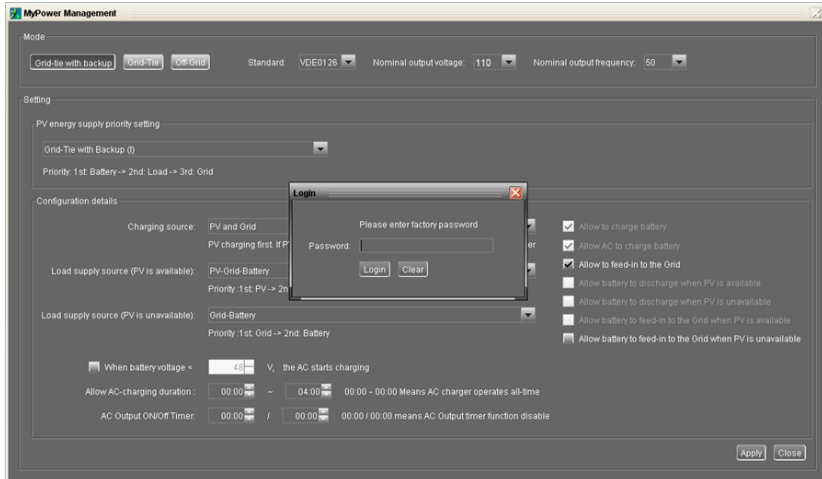 MyPower Management
Mode
Grid-tie with backup Grid-Tie Off-Grid Standard: VDE0126 Nominal output voltage: 110 Nominal output frequency: 50
Setting
PV energy supply priority setting
Grid-Tie with Backup (I)
Priority: 1st: Battery -> 2nd: Load -> 3rd: Grid
Login
Please enter factory password
Password:
Login Clear
Configuration details
Charging source: PV and Grid
PV charging first. If P
er
Load supply source (PV is available): PV-Grid-Battery
Priority :1st: PV -> 2n
Load supply source (PV is unavailable): Grid-Battery
Priority :1st: Grid -> 2nd: Battery
Allow to charge battery
Allow AC to charge battery
Allow to feed-in to the Grid
Allow battery to discharge when PV is available
Allow battery to discharge when PV is unavailable
Allow battery to feed-in to the Grid when PV is available
Allow battery to feed-in to the Grid when PV is unavailable
When battery voltage < 48 V, the AC starts charging
Allow AC-charging duration : 00:00 ~ 04:00 00:00 ~ 00:00 Means AC charger operates all-time
AC Output ON/Off Timer: 00:00 / 00:00 00:00 / 00:00 means AC Output timer function disable
Apply Close